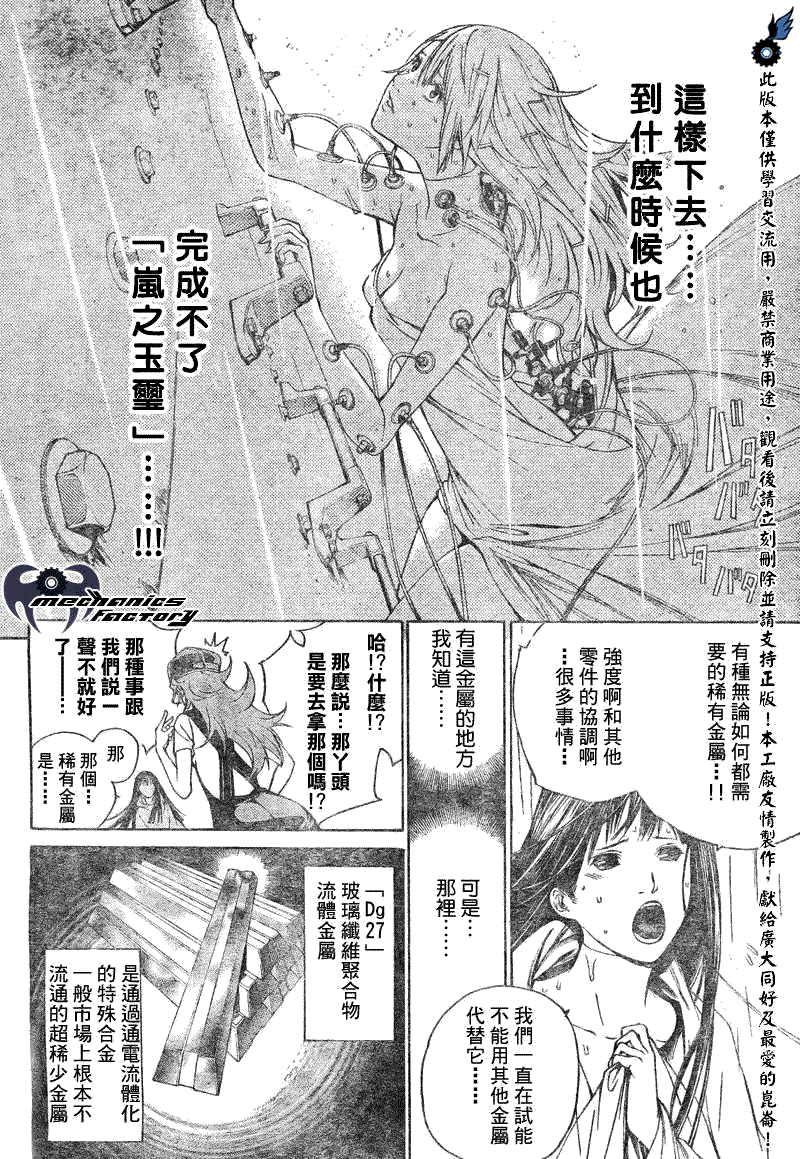 這樣下去……
到什麼時候也
完成不了
「嵐之玉璽」……!!!
バタ
バタ
バタ
バタ
有種無論如何都需
要的稀有金屬…!!
強度啊和其他
零件的協調啊
…很多事情…
有這金屬的地方
我知道……
可是…
那裡……
我們一直在試能
不能用其他金屬
代替它……
哈!?什麼!?
那麼說…那丫頭
是要去拿那個嗎!?
那種事跟
我們說一
聲不就好
了——
那
那個…
稀有金屬
是……
「Dg27」
玻璃纖維聚合物
流體金屬
是通過通電流體化
的特殊合金
一般市場上根本不
流通的超稀少金屬
mechanics
Factory
此版本僅供學習交流用，嚴禁商業用途，觀看後請立刻刪除並請支持正版！本工廠友情製作，獻給廣大同好及最愛的崑崙！